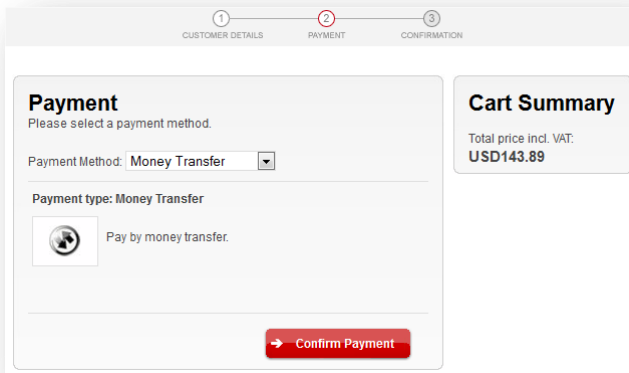 1 2 3
CUSTOMER DETAILS PAYMENT CONFIRMATION
Payment
Please select a payment method.
Payment Method: Money Transfer
Payment type: Money Transfer
Pay by money transfer.
Confirm Payment
Cart Summary
Total price incl. VAT:
USD143.89